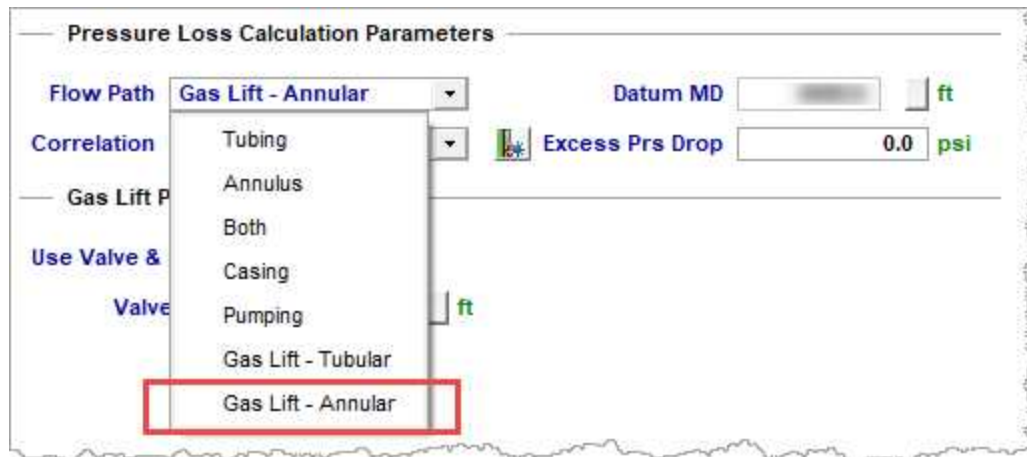 Pressure Loss Calculation Parameters
Flow Path Gas Lift - Annular Datum MD ft
Correlation Excess Prs Drop 0.0 psi
Tubing
Annulus
Both
Casing
Pumping
Gas Lift - Tubular
Gas Lift - Annular
Gas Lift P
Use Valve &
Valve ft